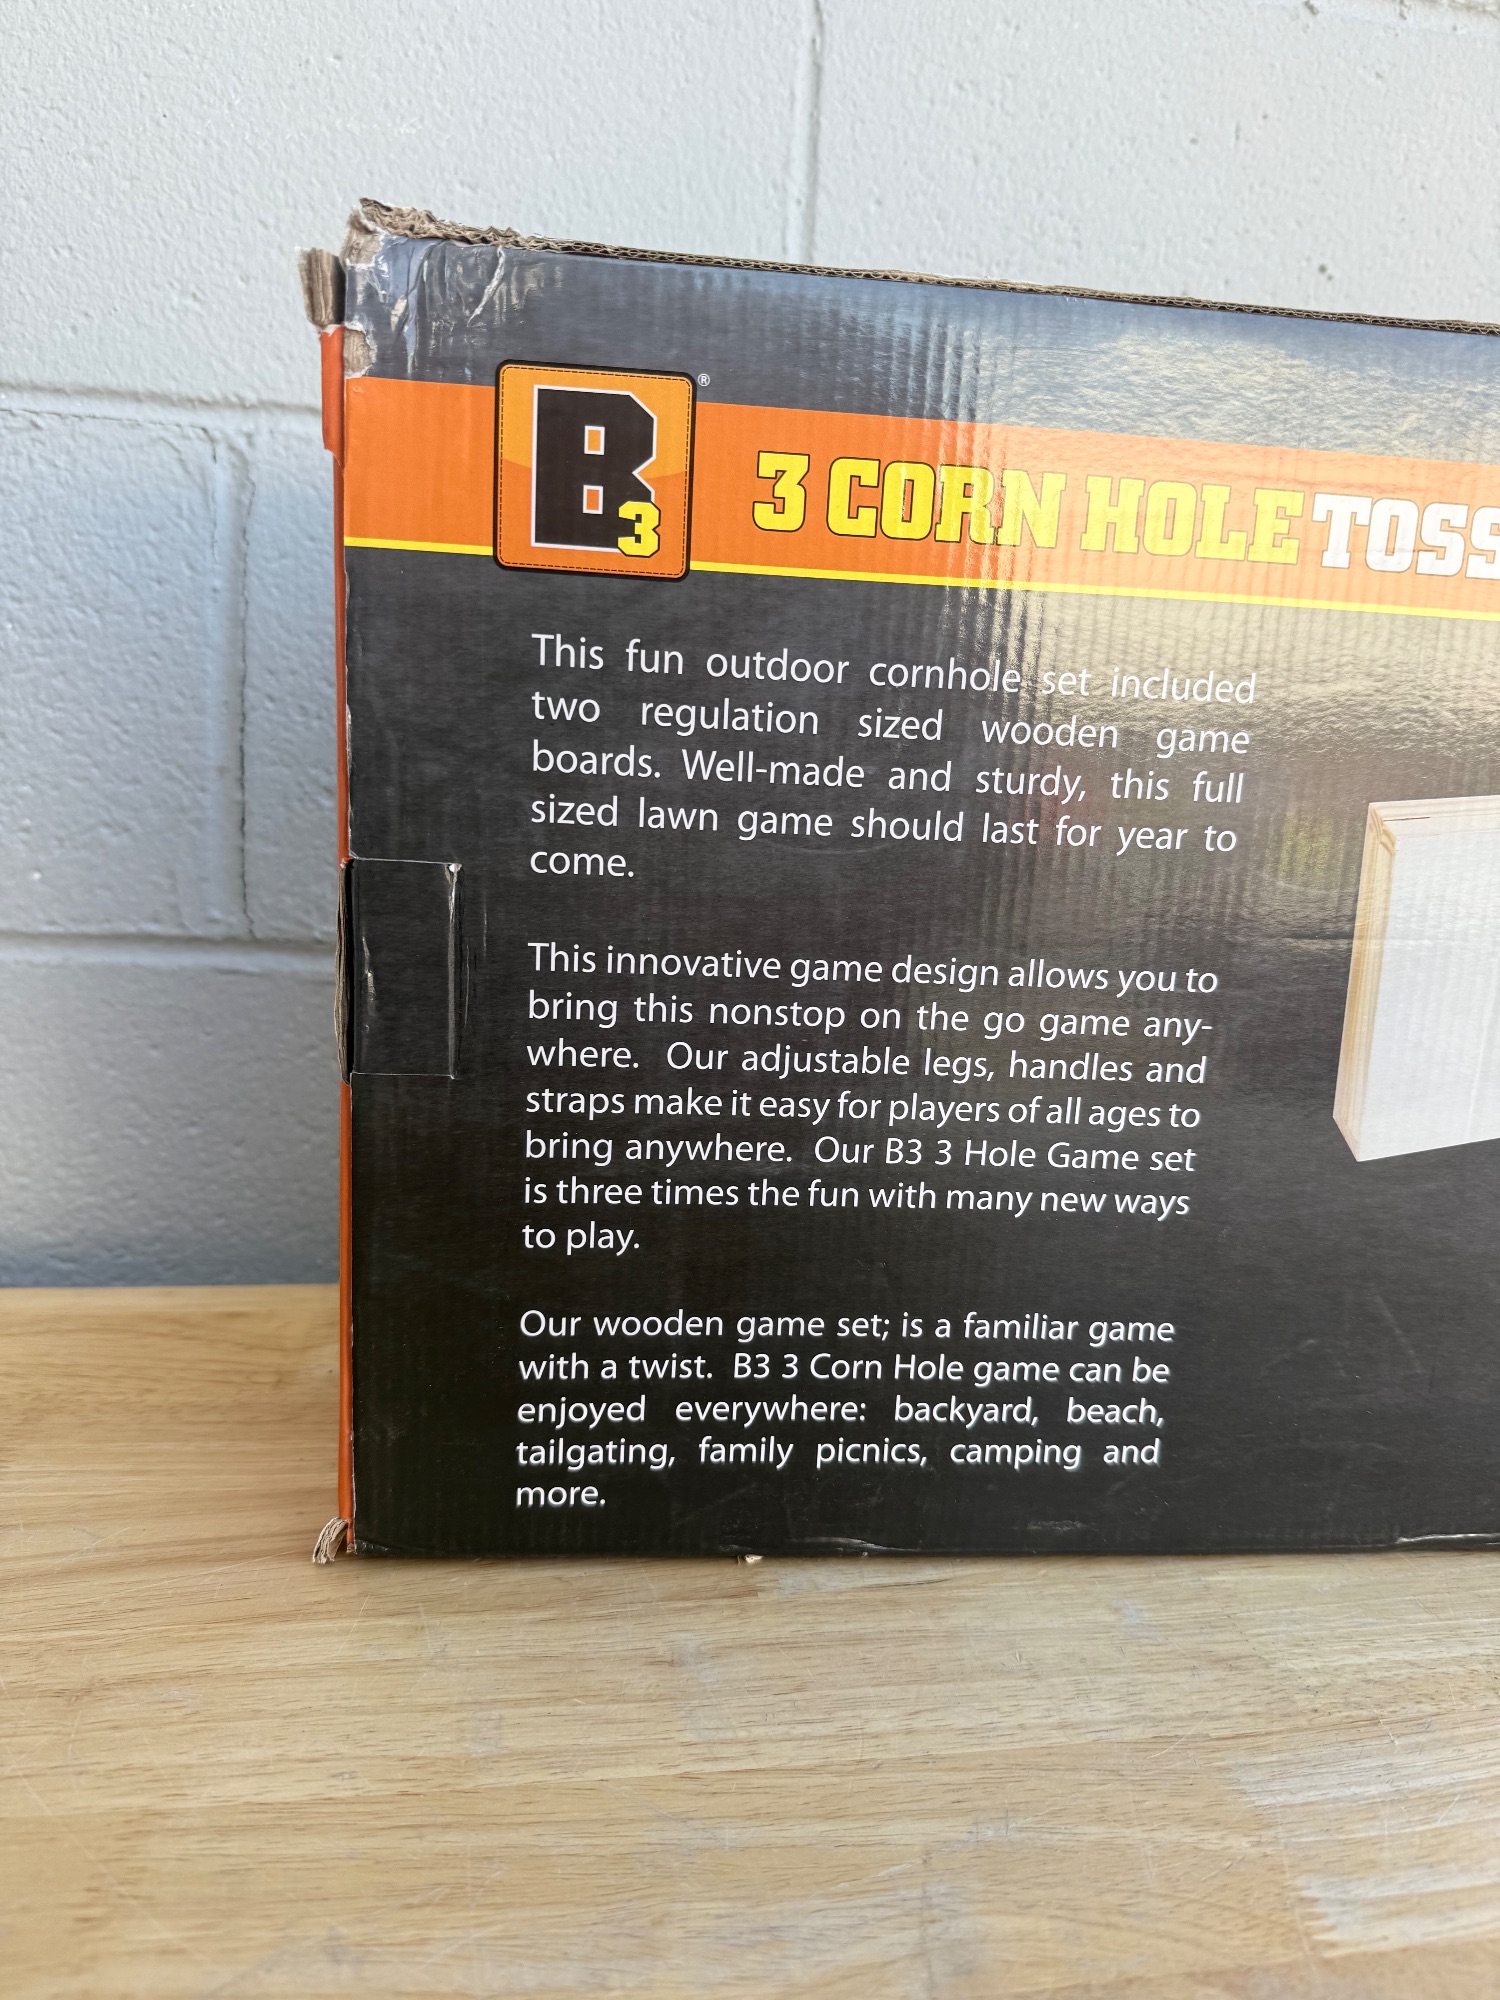 B3®
3 CORN HOLE TOSS
This fun outdoor cornhole set included
two regulation sized wooden game
boards. Well-made and sturdy, this full
sized lawn game should last for year to
come.
This innovative game design allows you to
bring this nonstop on the go game any-
where. Our adjustable legs, handles and
straps make it easy for players of all ages to
bring anywhere. Our B3 3 Hole Game set
is three times the fun with many new ways
to play.
Our wooden game set; is a familiar game
with a twist. B3 3 Corn Hole game can be
enjoyed everywhere: backyard, beach,
tailgating, family picnics, camping and
more.